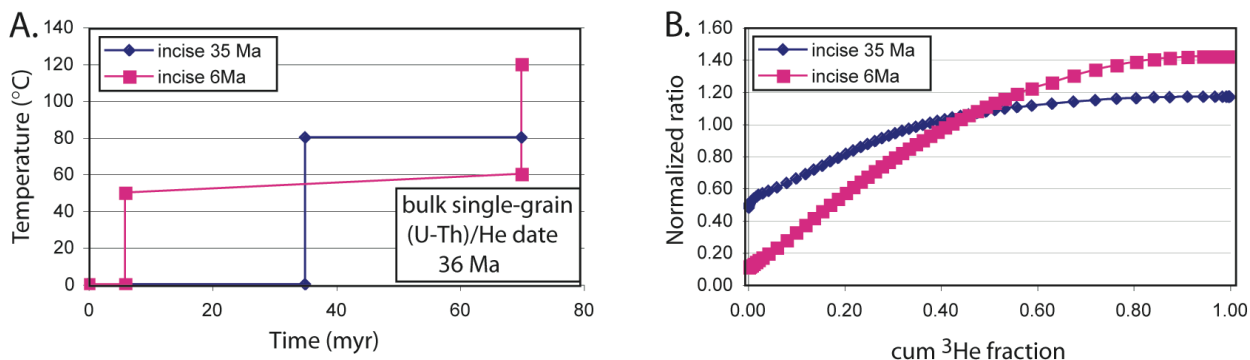 A.
Temperature (°C)
140
120
100
80
60
40
20
0
incise 35 Ma
incise 6Ma
bulk single-grain
(U-Th)/He date
36 Ma
0
20
40
60
80
Time (myr)
B.
Normalized ratio
1.60
1.40
1.20
1.00
0.80
0.60
0.40
0.20
0.00
incise 35 Ma
incise 6Ma
0.00
0.20
0.40
0.60
0.80
1.00
cum ³He fraction